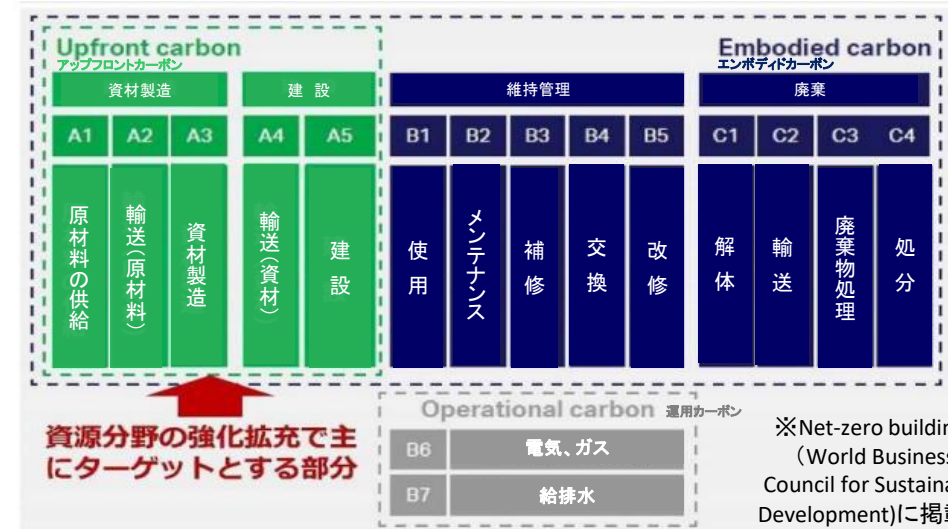 Upfront carbon
アップフロントカーボン
Embodied carbon
エンボディドカーボン
資材製造
建 設
維持管理
廃棄
A1 A2 A3 A4 A5 B1 B2 B3 B4 B5 C1 C2 C3 C4
原材料の供給
輸送（原材料）
資材製造
輸送（資材）
建設
使用
メンテナンス
補修
交換
改修
解体
輸送
廃棄物処理
処分
資源分野の強化拡充で主
にターゲットとする部分
Operational carbon 運用カーボン
B6 電気、ガス
B7 給排水
※Net-zero buildin
（World Business
Council for Sustaina
Development)に掲